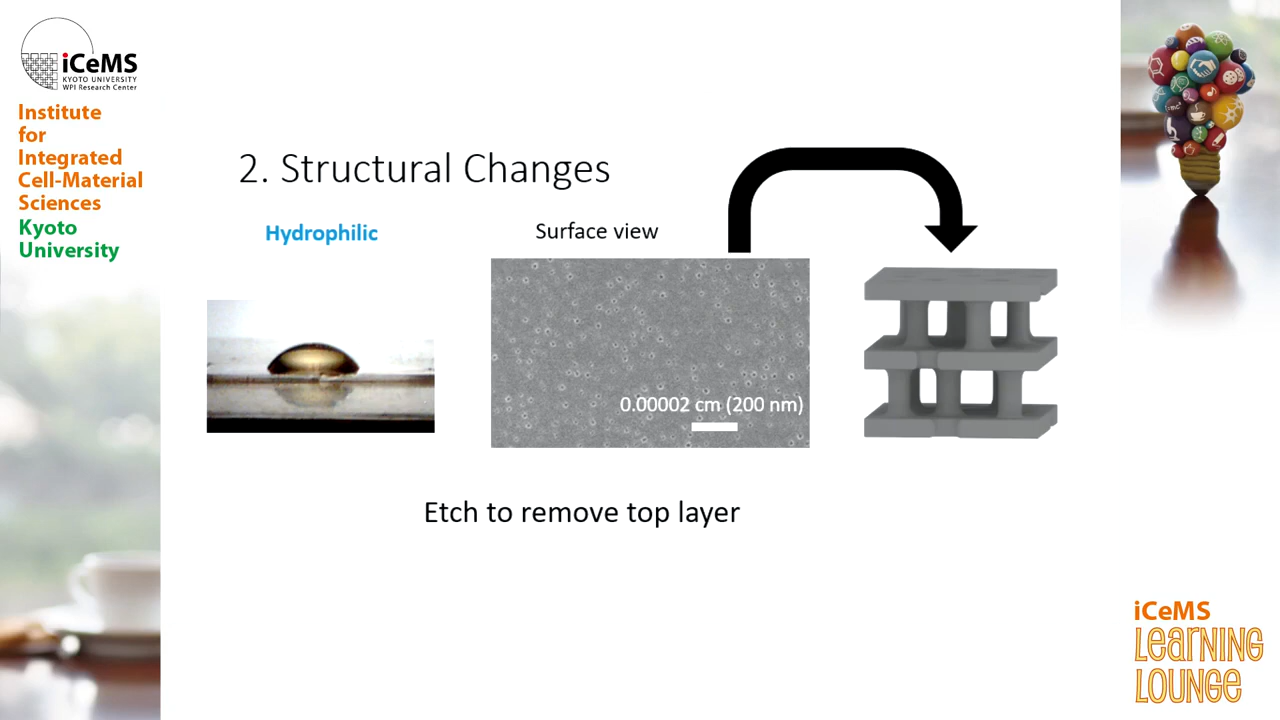 iCeMS
KYOTO UNIVERSITY
WPI Research Center
Institute
for
Integrated
Cell-Material
Sciences
Kyoto
University
2. Structural Changes
Hydrophilic
Surface view
0.00002 cm (200 nm)
Etch to remove top layer
iCeMS
Learning
Lounge